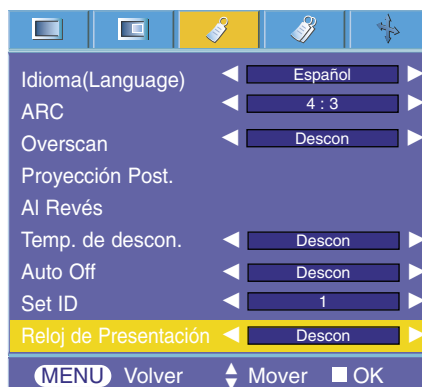 Idioma(Language) Español
ARC 4 : 3
Overscan Descon
Proyección Post.
Al Revés
Temp. de descon. Descon
Auto Off Descon
Set ID 1
Reloj de Presentación Descon
MENU Volver Mover OK